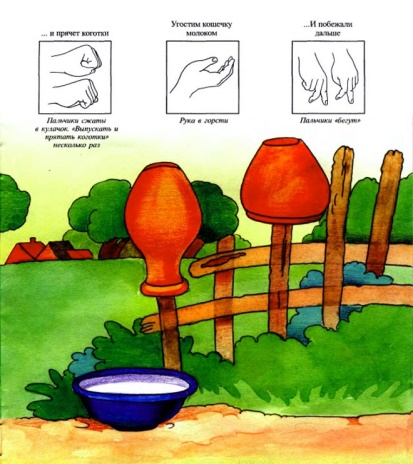 ... и прячет коготки
Пальчики сжаты
в кулачок. «Выпускать и
прятать коготки»
несколько раз
Угостим кошечку
молоком
Рука в горсти
...И побежали
дальше
Пальчики «бегут»